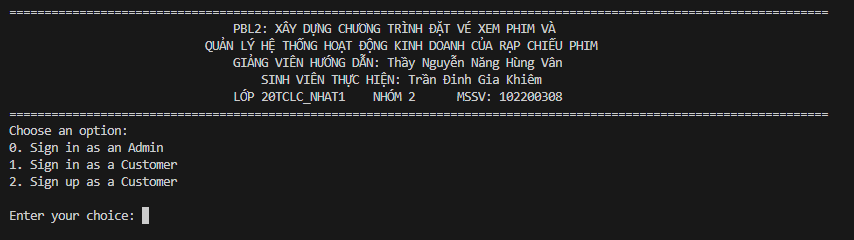 =====================================================================================================================
PBL2: XÂY DỰNG CHƯƠNG TRÌNH ĐẶT VÉ XEM PHIM VÀ
QUẢN LÝ HỆ THỐNG HOẠT ĐỘNG KINH DOANH CỦA RẠP CHIẾU PHIM
GIẢNG VIÊN HƯỚNG DẪN: Thầy Nguyễn Năng Hùng Vân
SINH VIÊN THỰC HIỆN: Trần Đinh Gia Khiêm
LỚP 20TCLC_NHAT1    NHÓM 2      MSSV: 102200308
=====================================================================================================================
Choose an option:
0. Sign in as an Admin
1. Sign in as a Customer
2. Sign up as a Customer
Enter your choice: